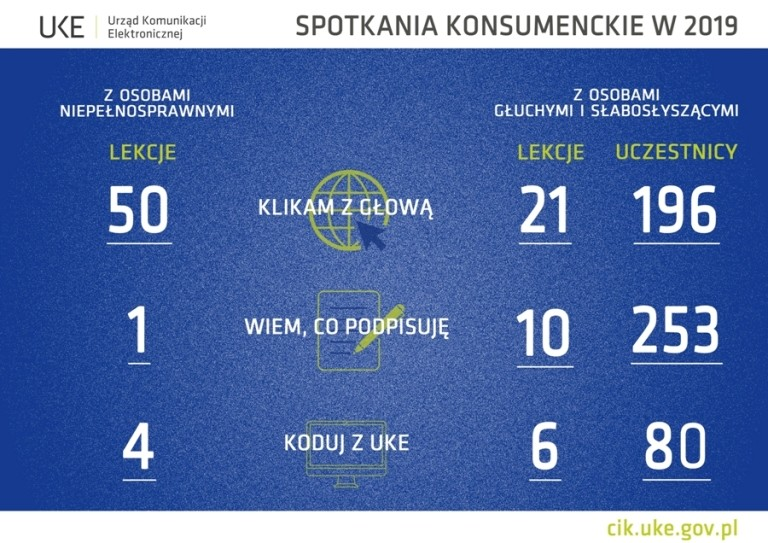 UKE
Urząd Komunikacji
Elektronicznej
SPOTKANIA KONSUMENCKIE W 2019
Z OSOBAMI
NIEPEŁNOSPRAWNYMI
Z OSOBAMI
GŁUCHYMI I SŁABOSŁYSZĄCYMI
LEKCJE
LEKCJE
UCZESTNICY
50
KLIKAM Z GŁOWĄ
21
196
1
WIEM, CO PODPISUJĘ
10
253
4
KODUJ Z UKE
6
80
cik.uke.gov.pl